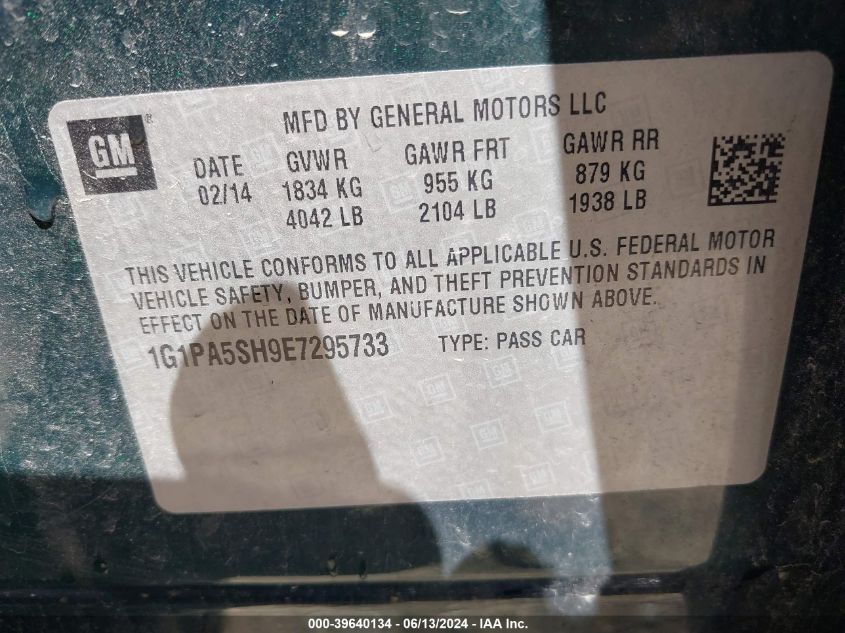 MFD BY GENERAL MOTORS LLC
GM®
DATE GVWR GAWR FRT GAWR RR
02/14 1834 KG 955 KG 879 KG
4042 LB 2104 LB 1938 LB
THIS VEHICLE CONFORMS TO ALL APPLICABLE U.S. FEDERAL MOTOR
VEHICLE SAFETY, BUMPER, AND THEFT PREVENTION STANDARDS IN
EFFECT ON THE DATE OF MANUFACTURE SHOWN ABOVE.
1G1PA5SH9E7295733 TYPE: PASS CAR
000-39640134 - 06/13/2024 - IAA Inc.